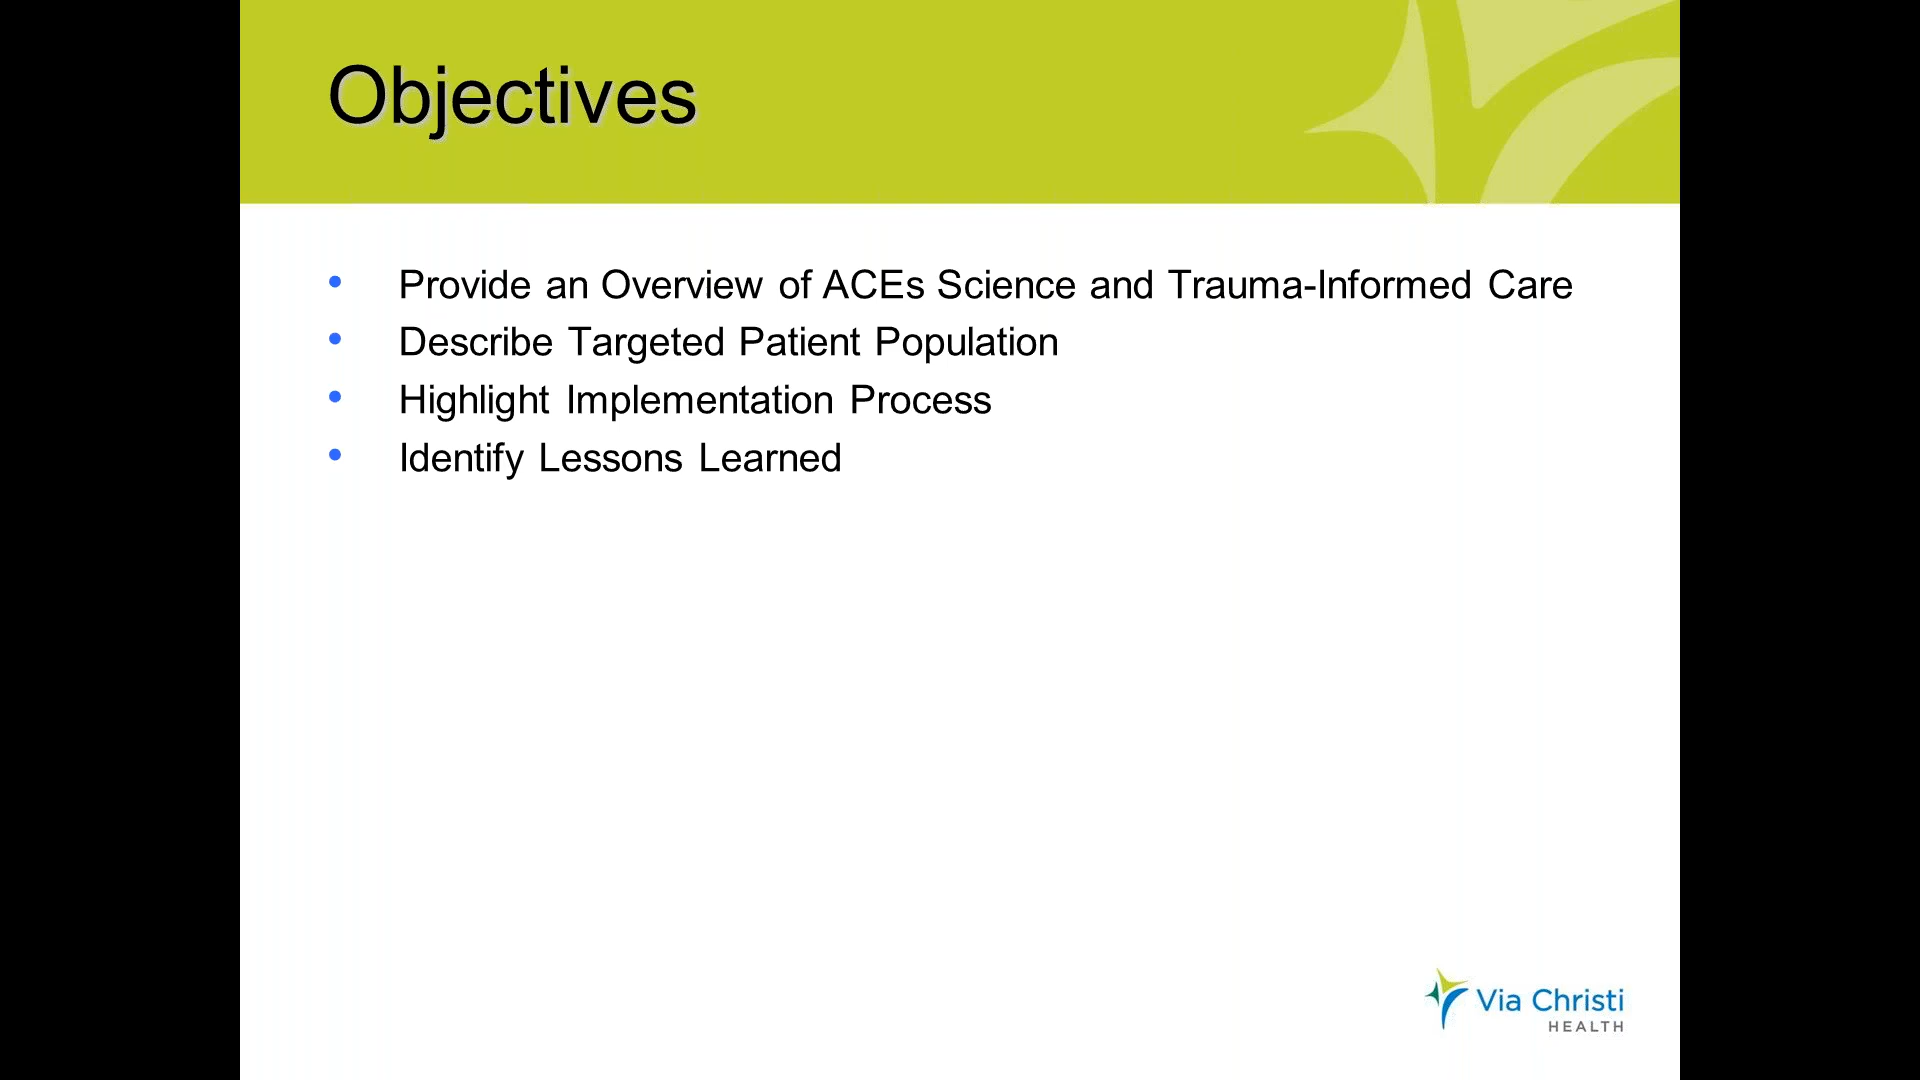 Objectives
• Provide an Overview of ACEs Science and Trauma-Informed Care
• Describe Targeted Patient Population
• Highlight Implementation Process
• Identify Lessons Learned
Via Christi
HEALTH